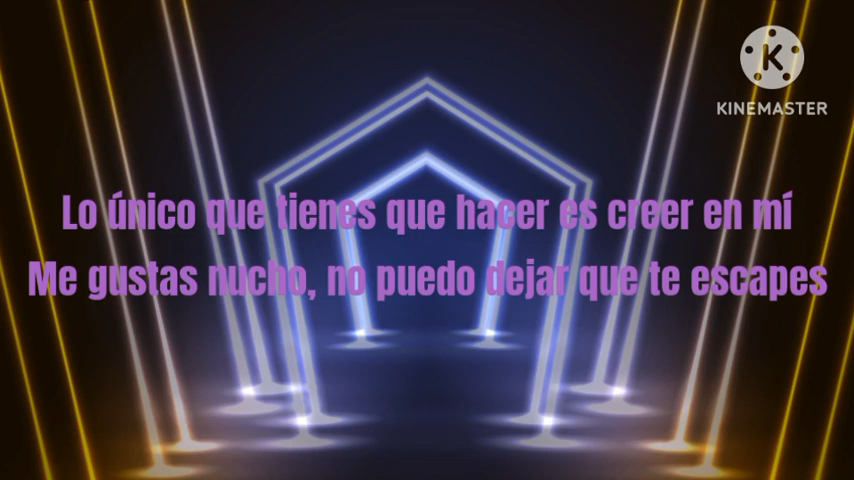 KINEMASTER
Lo único que tienes que hacer es creer en mí
Me gustas nucho, no puedo dejar que te escapes